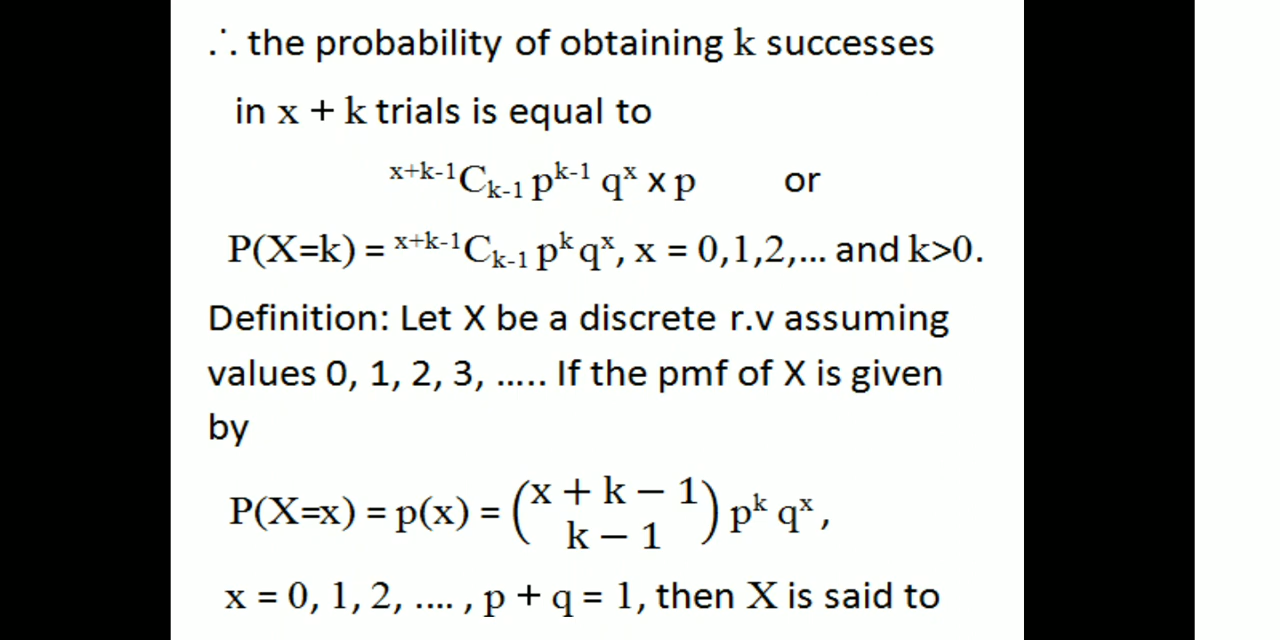 ∴ the probability of obtaining k successes
in x + k trials is equal to
ˣ⁺ᵏ⁻¹Cₖ₋₁ pᵏ⁻¹ qˣ x p or
P(X=k) = ˣ⁺ᵏ⁻¹Cₖ₋₁ pᵏ qˣ, x = 0,1,2,... and k>0.
Definition: Let X be a discrete r.v assuming
values 0, 1, 2, 3, ..... If the pmf of X is given
by
P(X=x) = p(x) = (x + k − 1
k − 1) pᵏ qˣ,
x = 0, 1, 2, .... , p + q = 1, then X is said to